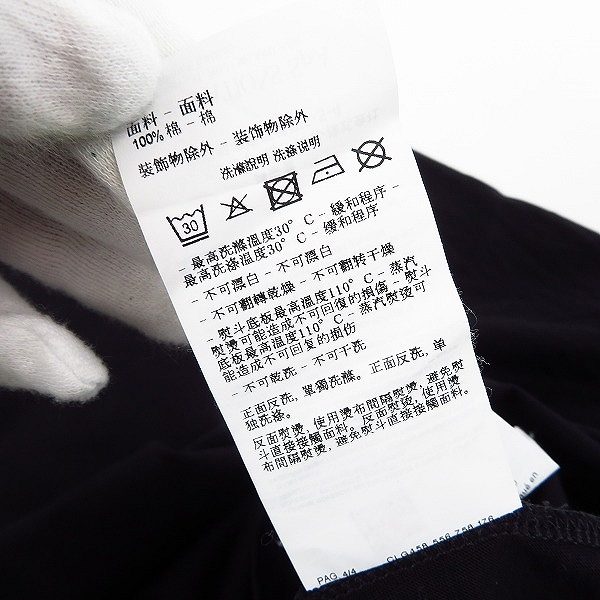 面料 - 面料
100% 棉 - 棉
装飾物除外 - 装饰物除外
洗滌說明 洗涤说明
30
- 最高洗滌溫度30° C - 緩和程序 -
最高洗涤温度30° C - 缓和程序
- 不可漂白 - 不可漂白
- 不可翻轉乾燥 - 不可翻转干燥
- 熨斗底板最高溫度110° C - 蒸汽
熨燙可能造成不可回復的損傷 - 熨斗
底板最高温度110° C - 蒸汽熨烫可
能造成不可回复的损伤
- 不可乾洗 - 不可干洗
正面反洗, 單獨洗滌。正面反洗, 单
独洗涤。
反面熨燙, 使用燙布間隔熨燙, 避免熨
斗直接接觸面料。反面熨烫, 使用烫
布間隔熨烫, 避免熨斗直接接觸面料。
PAG. 4/4